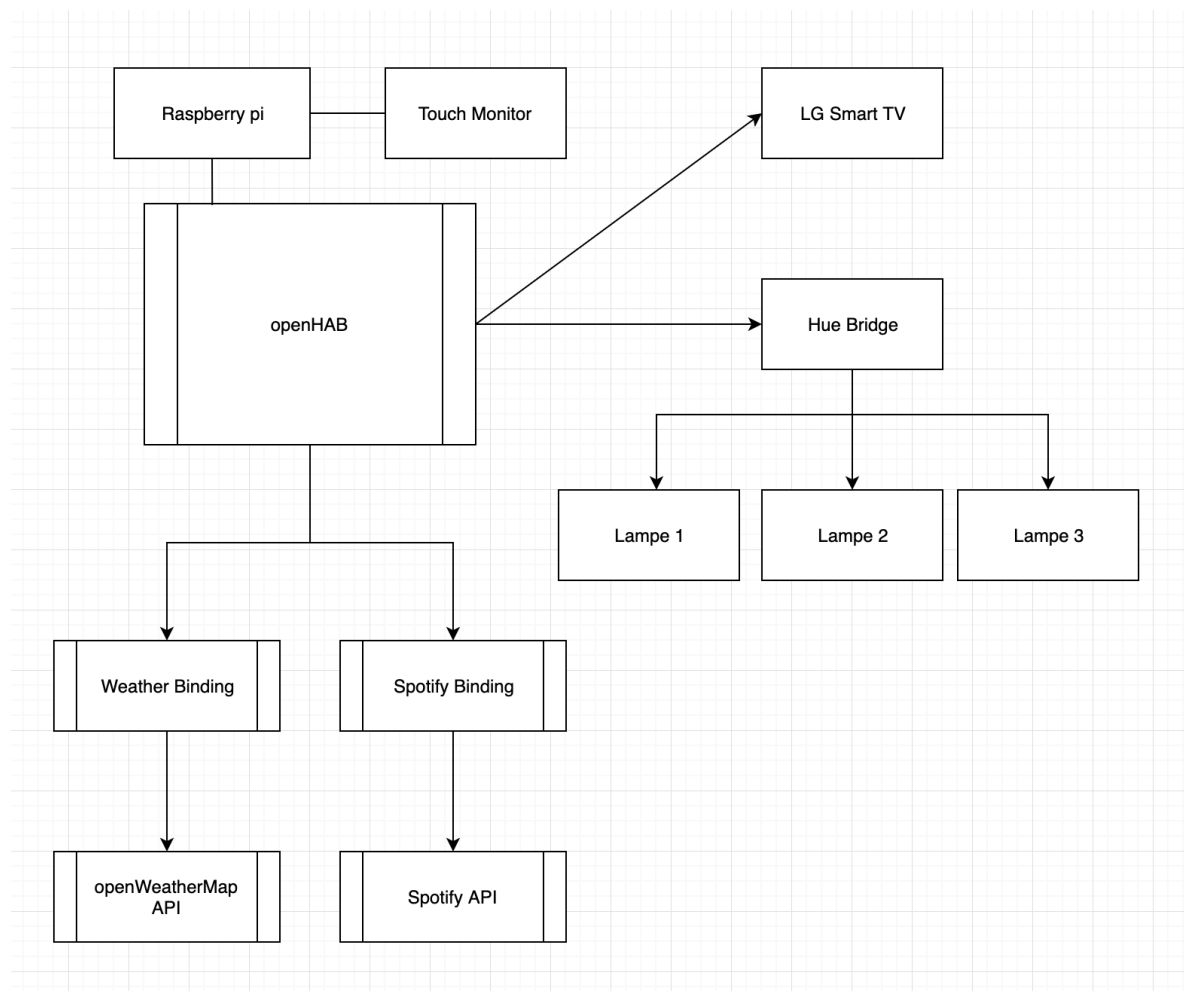 Raspberry pi
Touch Monitor
LG Smart TV
openHAB
Hue Bridge
Lampe 1
Lampe 2
Lampe 3
Weather Binding
Spotify Binding
openWeatherMap
API
Spotify API